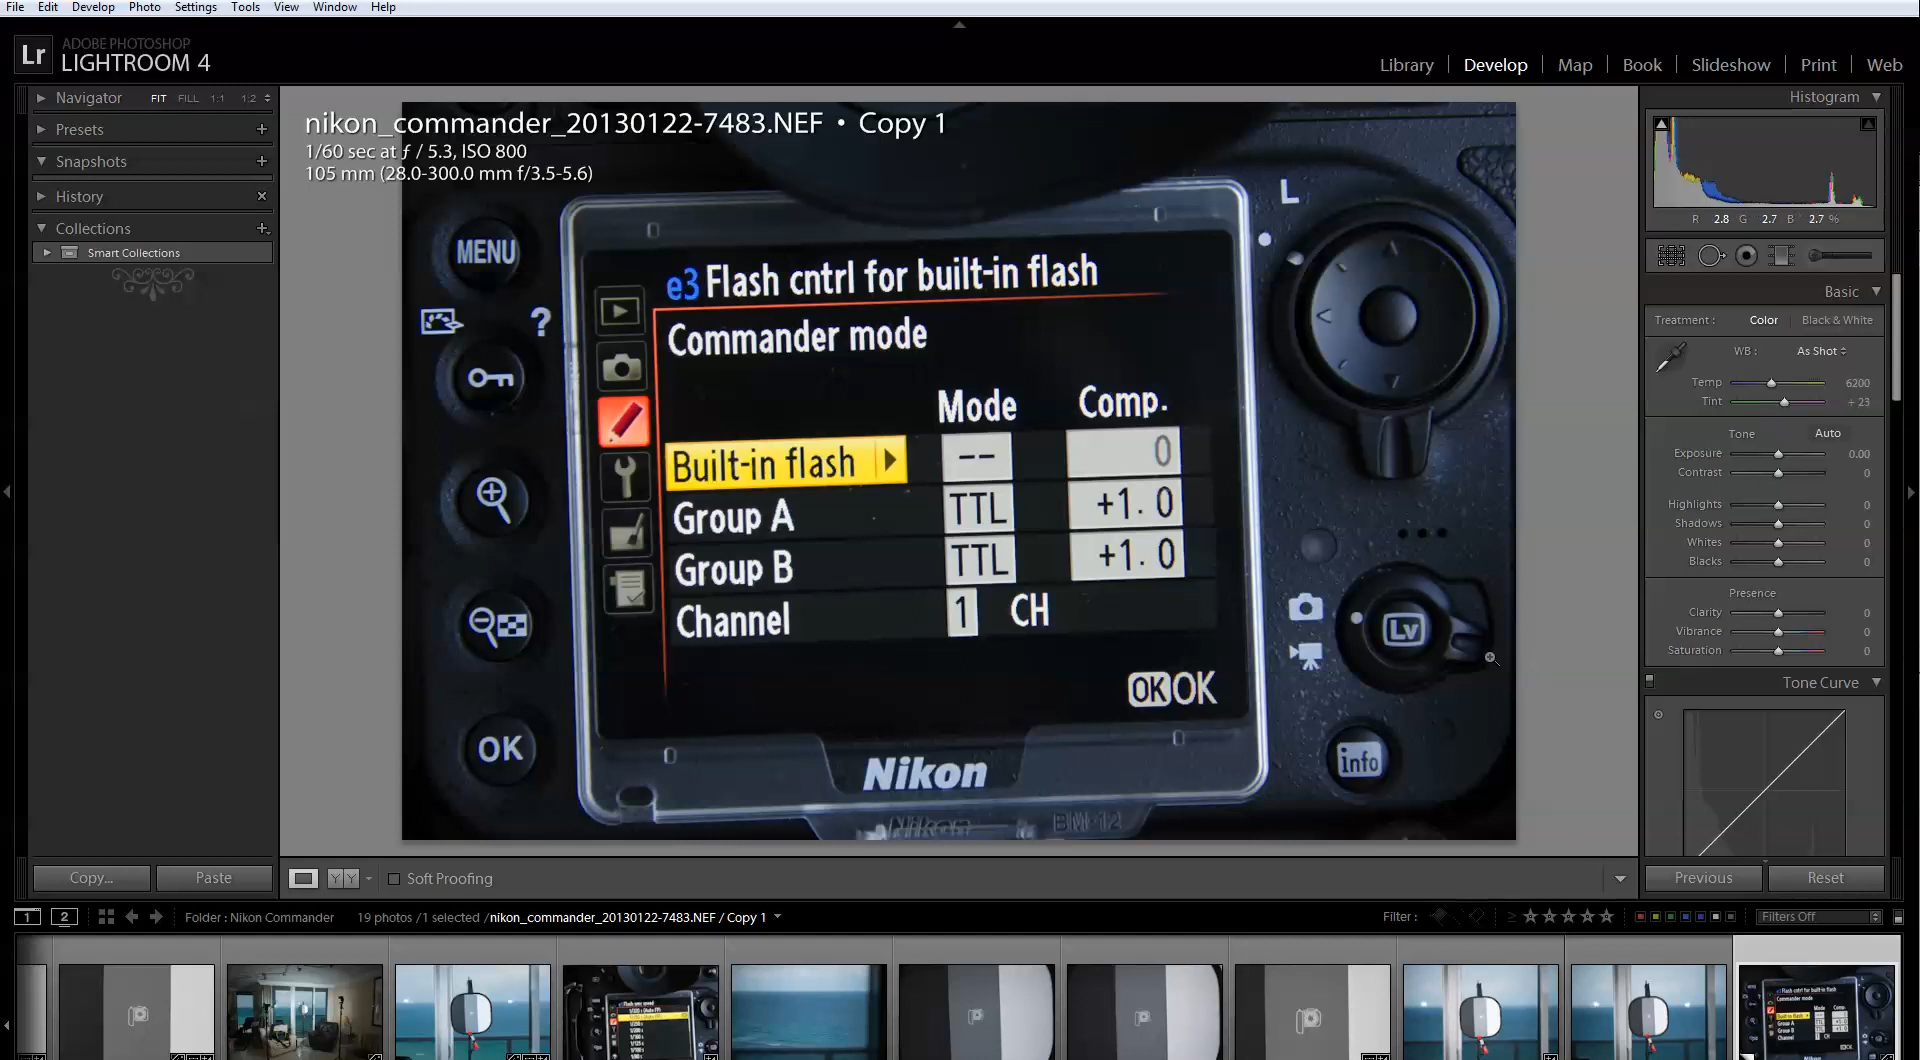 File Edit Develop Photo Settings Tools View Window Help
Lr ADOBE PHOTOSHOP
LIGHTROOM 4
Library Develop Map Book Slideshow Print Web
Navigator FIT FILL 1:1 1:2
Presets
Snapshots
History
Collections
Smart Collections
Copy... Paste
nikon_commander_20130122-7483.NEF • Copy 1
1/60 sec at ƒ / 5.3, ISO 800
105 mm (28.0-300.0 mm f/3.5-5.6)
MENU
?
OK
L
e3 Flash cntrl for built-in flash
Commander mode
Mode Comp.
Built-in flash -- 0
Group A TTL +1.0
Group B TTL +1.0
Channel 1 CH
OK OK
Nikon
Nikon BM-12
Lv
info
Histogram
R 2.8 G 2.7 B 2.7 %
Basic
Treatment : Color Black & White
WB : As Shot
Temp 6200
Tint + 23
Tone Auto
Exposure 0.00
Contrast 0
Highlights 0
Shadows 0
Whites 0
Blacks 0
Presence
Clarity 0
Vibrance 0
Saturation 0
Tone Curve
Previous Reset
YY Soft Proofing
1 2 Folder : Nikon Commander 19 photos / 1 selected / nikon_commander_20130122-7483.NEF / Copy 1 Filter : Filters Off